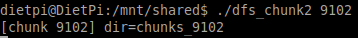 dietpi@DietPi:/mnt/shared$ ./dfs_chunk2 9102
[chunk 9102] dir=chunks_9102